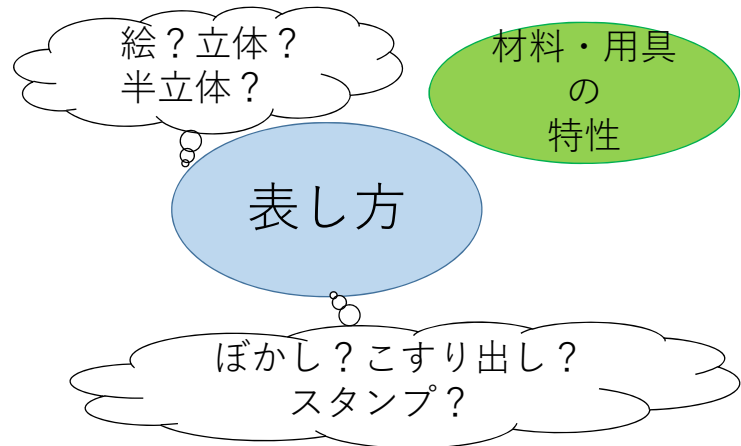 絵？立体？
半立体？
材料・用具
の
特性
表し方
ぼかし？こすり出し？
スタンプ？